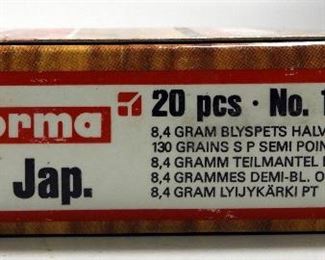 orma
20 pcs · No. 1
Jap.
8,4 GRAM BLYSPETS HALV
130 GRAINS S P SEMI POIN
8,4 GRAMM TEILMANTEL
8,4 GRAMMES DEMI-BL. O
8,4 GRAM LYIJYKÄRKI PT